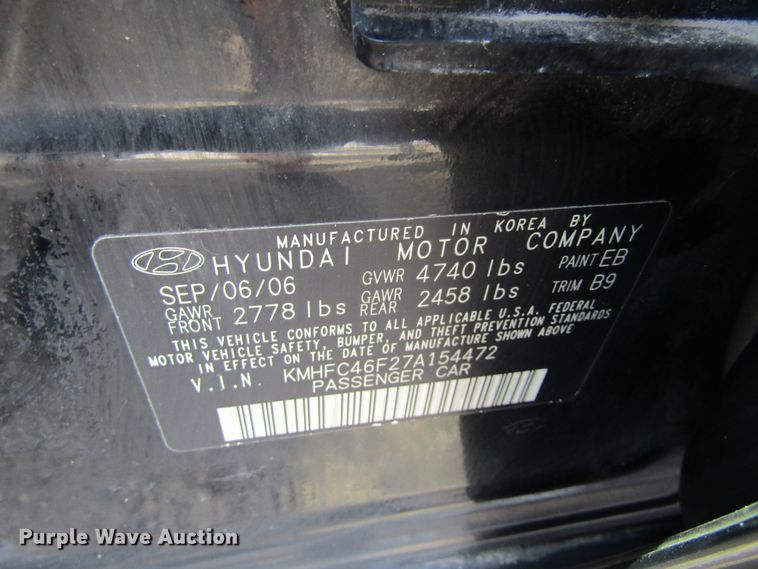 MANUFACTURED IN KOREA BY
HYUNDAI MOTOR COMPANY
SEP/06/06 GVWR 4740 lbs PAINT EB
GAWR FRONT 2778 lbs GAWR REAR 2458 lbs TRIM B9
THIS VEHICLE CONFORMS TO ALL APPLICABLE U.S.A. FEDERAL
MOTOR VEHICLE SAFETY, BUMPER, AND THEFT PREVENTION STANDARDS
IN EFFECT ON THE DATE OF MANUFACTURE SHOWN ABOVE
V.I.N. KMHFC46F27A154472
PASSENGER CAR
Purple Wave Auction